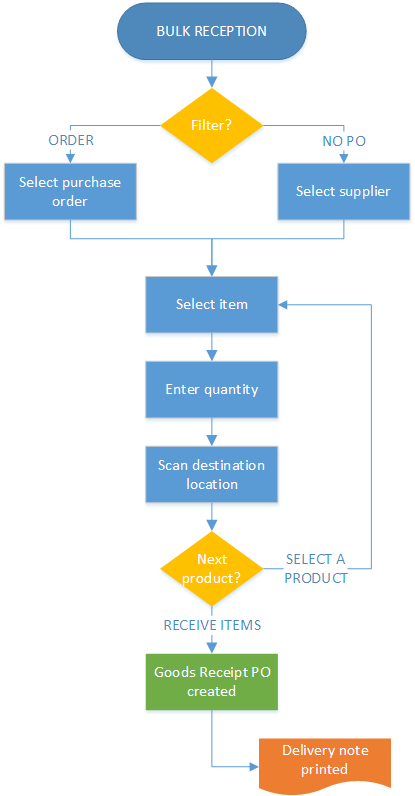 BULK RECEPTION
Filter?
ORDER
NO PO
Select purchase
order
Select supplier
Select item
Enter quantity
Scan destination
location
Next
product?
SELECT A
PRODUCT
RECEIVE ITEMS
Goods Receipt PO
created
Delivery note
printed